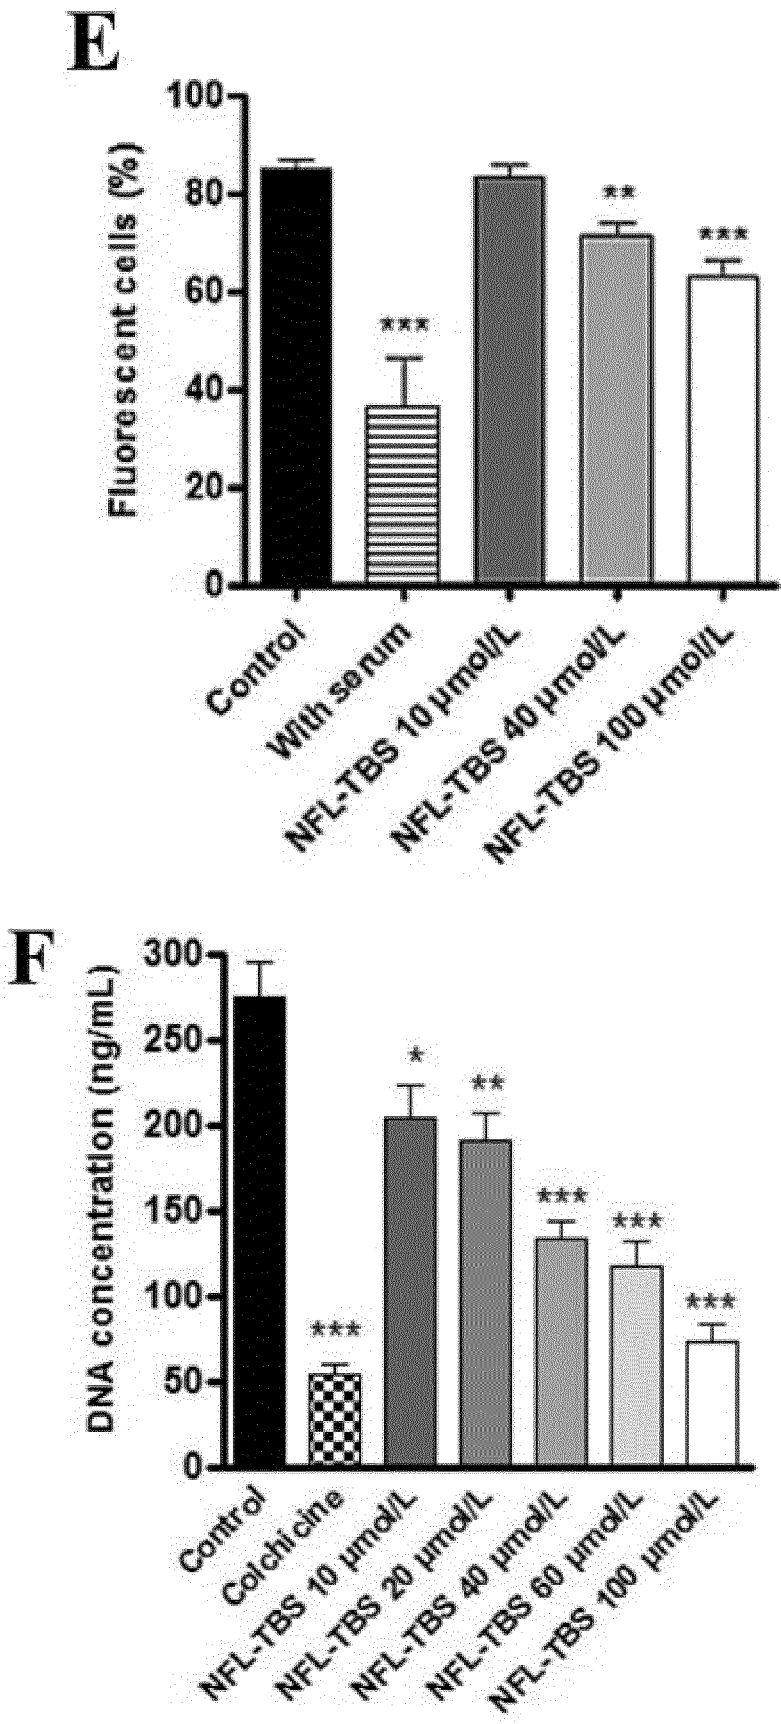 E
Fluorescent cells (%)
100
80
60
40
20
0
***
**
***
Control
With serum
NFL-TBS 10 µmol/L
NFL-TBS 40 µmol/L
NFL-TBS 100 µmol/L
F
DNA concentration (ng/mL)
300
250
200
150
100
50
0
***
*
**
***
***
***
Control
Colchicine
NFL-TBS 10 µmol/L
NFL-TBS 20 µmol/L
NFL-TBS 40 µmol/L
NFL-TBS 60 µmol/L
NFL-TBS 100 µmol/L